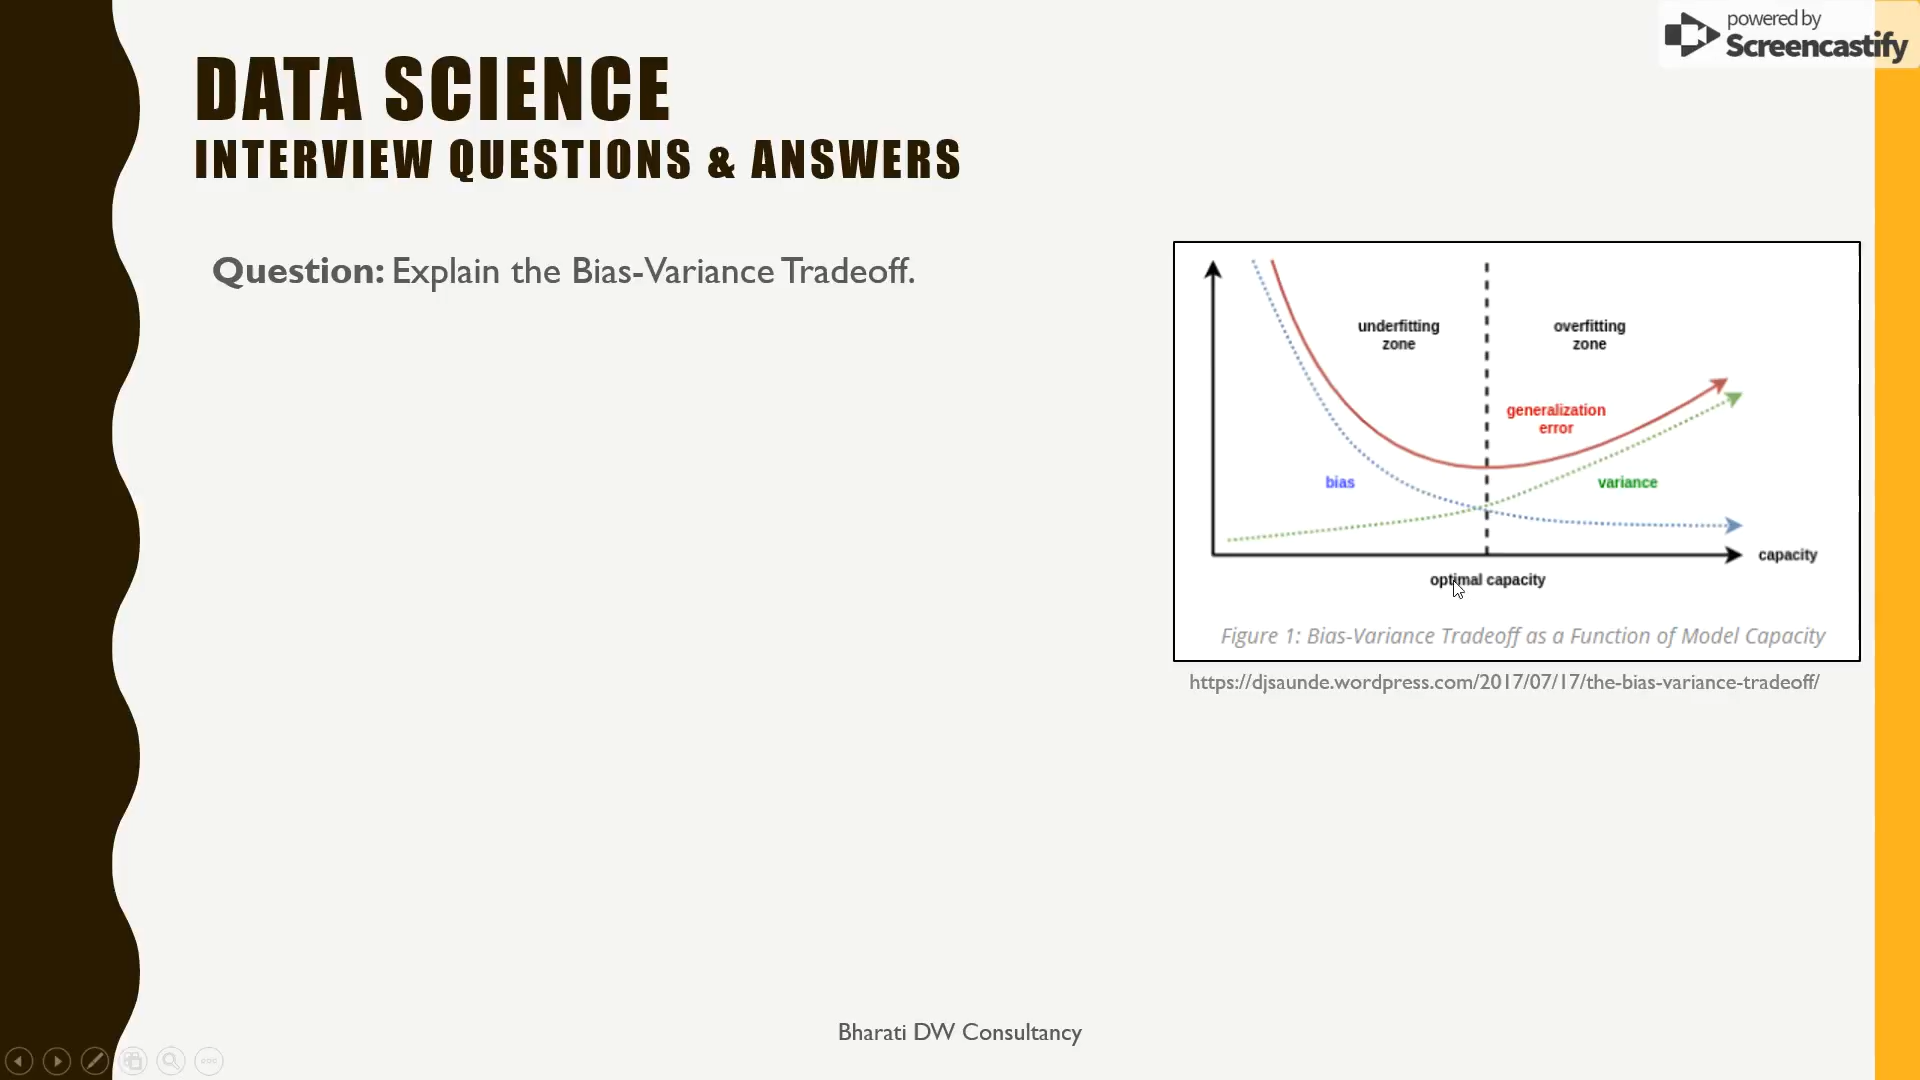 powered by
Screencastify
DATA SCIENCE
INTERVIEW QUESTIONS & ANSWERS
Question: Explain the Bias-Variance Tradeoff.
underfitting
zone
overfitting
zone
generalization
error
bias
variance
capacity
optimal capacity
Figure 1: Bias-Variance Tradeoff as a Function of Model Capacity
https://djsaunde.wordpress.com/2017/07/17/the-bias-variance-tradeoff/
Bharati DW Consultancy